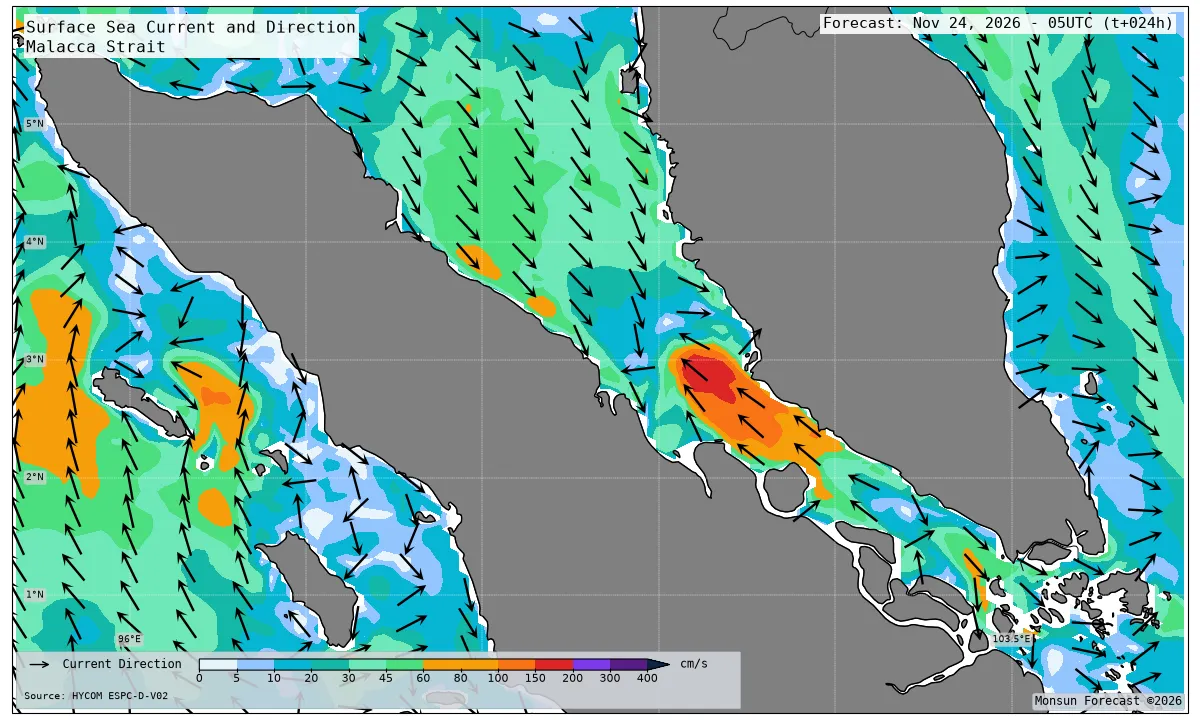 Surface Sea Current and Direction
Malacca Strait
Forecast: Nov 24, 2026 - 05UTC (t+024h)
5°N
4°N
3°N
2°N
1°N
96°E
103.5°E
Current Direction
0 5 10 20 30 45 60 80 100 150 200 300 400
cm/s
Source: HYCOM ESPC-D-V02
Monsun Forecast ©2026